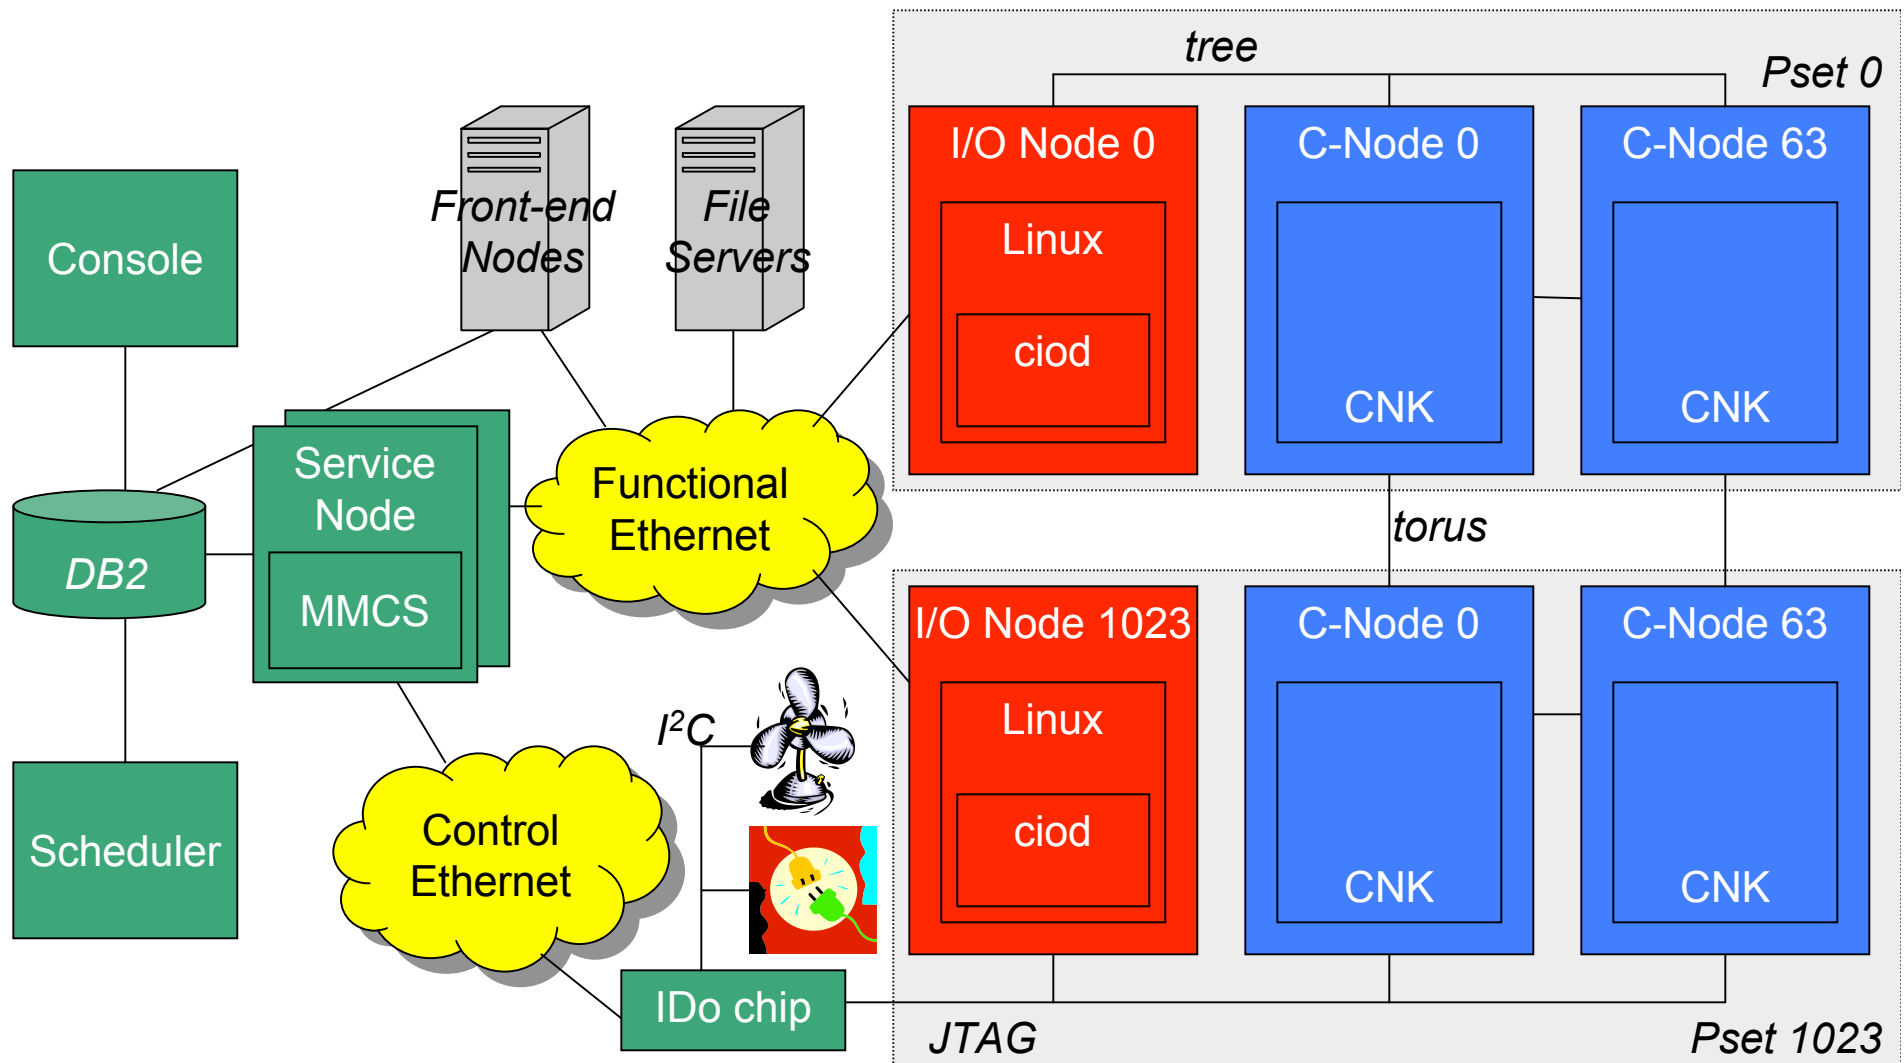 tree
Pset 0
I/O Node 0
C-Node 0
C-Node 63
Front-end
Nodes
File
Servers
Console
Linux
ciod
CNK
CNK
Service
Node
MMCS
Functional
Ethernet
torus
DB2
I/O Node 1023
C-Node 0
C-Node 63
Linux
ciod
CNK
CNK
I²C
Scheduler
Control
Ethernet
IDo chip
JTAG
Pset 1023